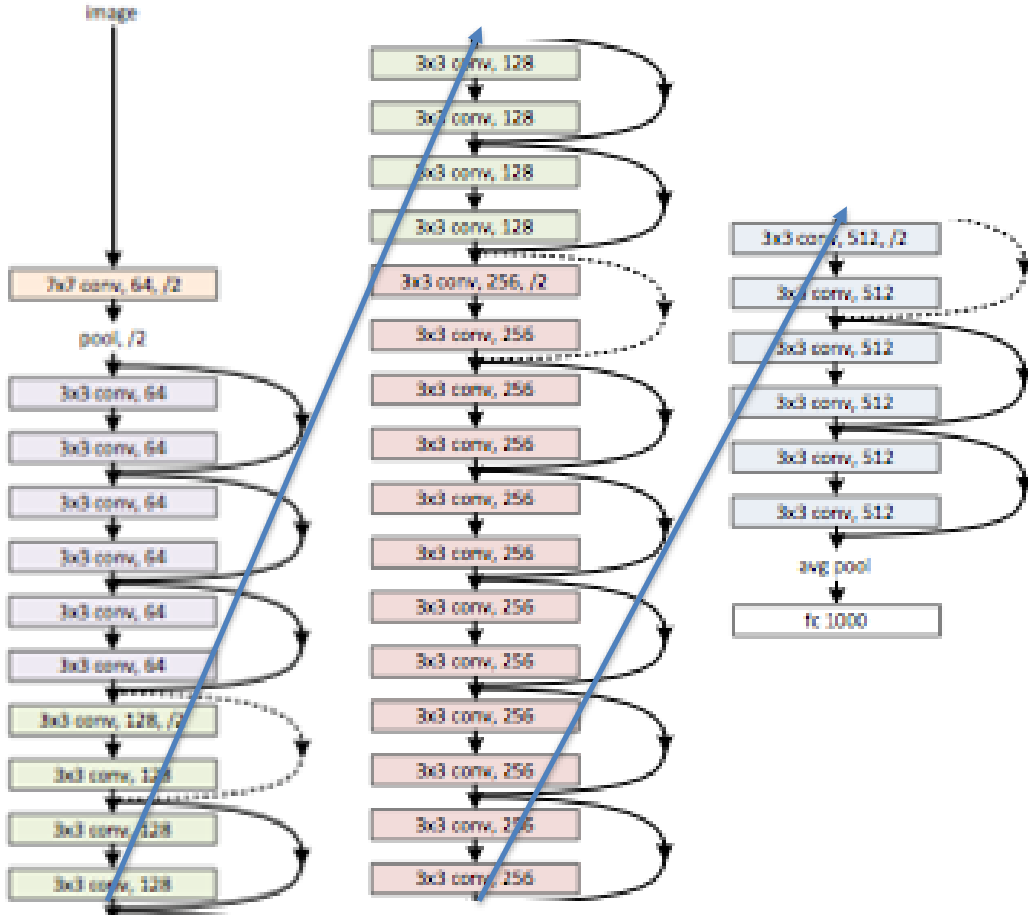 image
7x7 conv, 64, /2
pool, /2
3x3 conv, 64
3x3 conv, 64
3x3 conv, 64
3x3 conv, 64
3x3 conv, 64
3x3 conv, 64
3x3 conv, 128, /2
3x3 conv, 128
3x3 conv, 128
3x3 conv, 128
3x3 conv, 128
3x3 conv, 128
3x3 conv, 128
3x3 conv, 128
3x3 conv, 256, /2
3x3 conv, 256
3x3 conv, 256
3x3 conv, 256
3x3 conv, 256
3x3 conv, 256
3x3 conv, 256
3x3 conv, 256
3x3 conv, 256
3x3 conv, 256
3x3 conv, 256
3x3 conv, 256
3x3 conv, 512, /2
3x3 conv, 512
3x3 conv, 512
3x3 conv, 512
3x3 conv, 512
3x3 conv, 512
avg pool
fc 1000